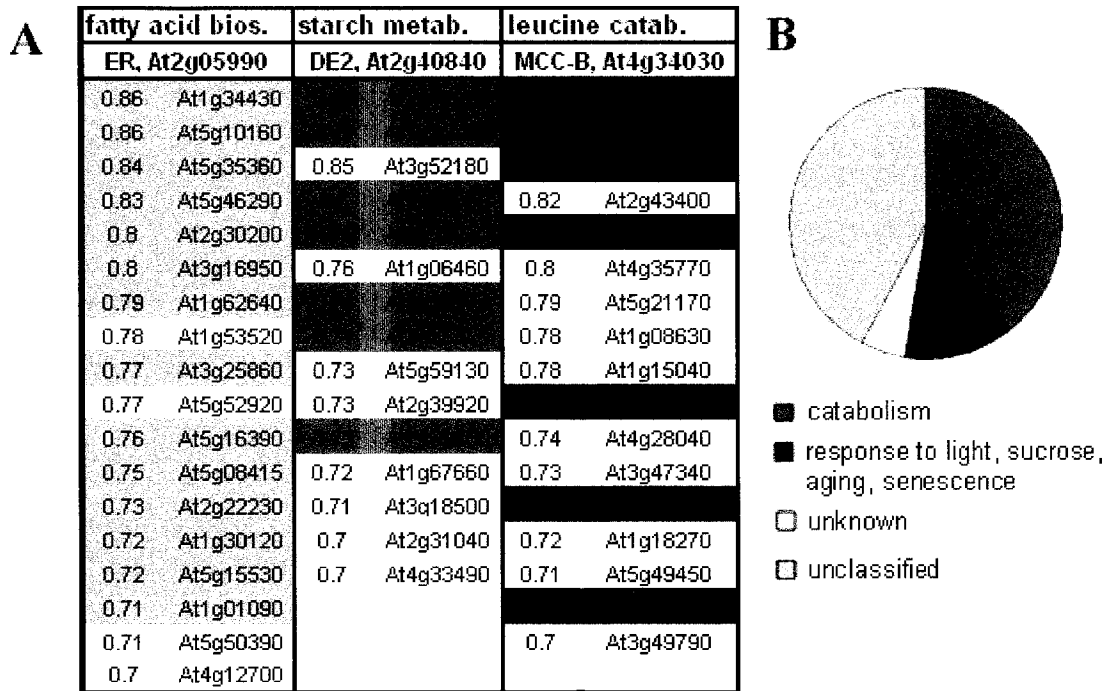 A
fatty acid bios. starch metab. leucine catab.
ER, At2g05990 DE2, At2g40840 MCC-B, At4g34030
0.86 At1g34430
0.86 At5g10160
0.84 At5g35360 0.85 At3g52180
0.83 At5g46290 0.82 At2g43400
0.8 At2g30200
0.8 At3g16950 0.76 At1g06460 0.8 At4g35770
0.79 At1g62640 0.79 At5g21170
0.78 At1g53520 0.78 At1g08630
0.77 At3g25860 0.73 At5g59130 0.78 At1g15040
0.77 At5g52920 0.73 At2g39920
0.76 At5g16390 0.74 At4g28040
0.75 At5g08415 0.72 At1g67660 0.73 At3g47340
0.73 At2g22230 0.71 At3g18500
0.72 At1g30120 0.7 At2g31040 0.72 At1g18270
0.72 At5g15530 0.7 At4g33490 0.71 At5g49450
0.71 At1g01090
0.71 At5g50390 0.7 At3g49790
0.7 At4g12700
B
catabolism
response to light, sucrose,
aging, senescence
unknown
unclassified